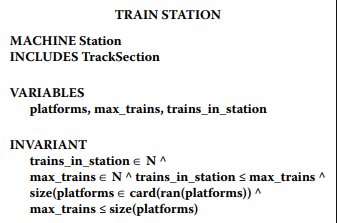 TRAIN STATION
MACHINE Station
INCLUDES TrackSection
VARIABLES
platforms, max_trains, trains_in_station
INVARIANT
trains_in_station ∈ N ^
max_trains ∈ N ^ trains_in_station ≤ max_trains ^
size(platforms ∈ card(ran(platforms)) ^
max_trains ≤ size(platforms)